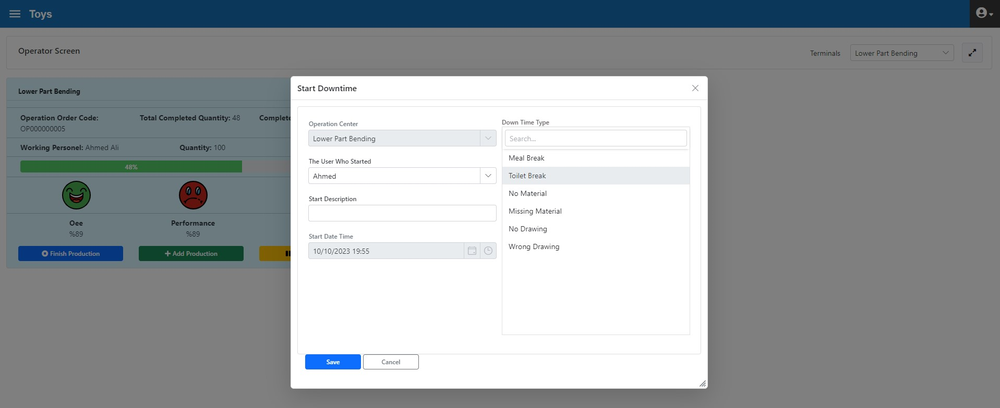 Toys
Operator Screen
Terminals
Lower Part Bending
Lower Part Bending
Operation Order Code: Total Completed Quantity: 48 Complete
OP000000005
Working Personel: Ahmed Ali Quantity: 100
48%
Oee Performance
%89 %89
Finish Production Add Production
Start Downtime
Operation Center
Lower Part Bending
The User Who Started
Ahmed
Start Description
Start Date Time
10/10/2023 19:55
Down Time Type
Search...
Meal Break
Toilet Break
No Material
Missing Material
No Drawing
Wrong Drawing
Save Cancel